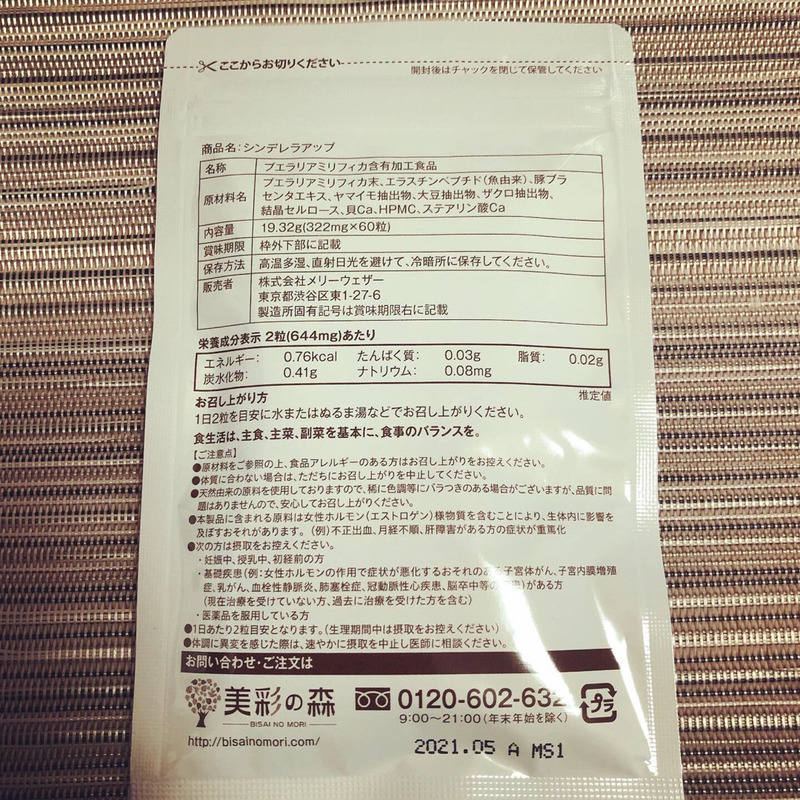 ここからお切りください
開封後はチャックを閉じて保管してください
商品名:シンデレラアップ
名称 プエラリアミリフィカ含有加工食品
原材料名 プエラリアミリフィカ末、エラスチンペプチド(魚由来)、豚プラ
センタエキス、ヤマイモ抽出物、大豆抽出物、ザクロ抽出物、
結晶セルロース、貝Ca、HPMC、ステアリン酸Ca
内容量 19.32g(322mg×60粒)
賞味期限 枠外下部に記載
保存方法 高温多湿、直射日光を避けて、冷暗所に保存してください。
販売者 株式会社メリーウェザー
東京都渋谷区東1-27-6
製造所固有記号は賞味期限右に記載
栄養成分表示 2粒(644mg)あたり
エネルギー: 0.76kcal たんぱく質: 0.03g 脂質: 0.02g
炭水化物: 0.41g ナトリウム: 0.08mg
推定値
お召し上がり方
1日2粒を目安に水またはぬるま湯などでお召し上がりください。
食生活は、主食、主菜、副菜を基本に、食事のバランスを。
【ご注意点】
●原材料をご参照の上、食品アレルギーのある方はお召し上がりをお控えください。
●体質に合わない場合は、ただちにお召し上がりを中止してください。
●天然由来の原料を使用しておりますので、稀に色調等にバラつきのある場合がございますが、品質に問
題はありませんので、安心してお召し上がりください。
●本製品に含まれる原料は女性ホルモン(エストロゲン)様物質を含むことにより、生体内に影響を
及ぼすおそれがあります。(例)不正出血、月経不順、肝障害がある方の症状が重篤化
●次の方は摂取をお控えください。
・妊娠中、授乳中、初経前の方
・基礎疾患(例:女性ホルモンの作用で症状が悪化するおそれのある子宮体がん、子宮内膜増殖
症、乳がん、血栓性静脈炎、肺塞栓症、冠動脈性心疾患、脳卒中等の)がある方
(現在治療を受けていない方、過去に治療を受けた方を含む)
・医薬品を服用している方
●1日あたり2粒目安となります。(生理期間中は摂取をお控えください)
●体調に異変を感じた際は、速やかに摂取を中止し医師に相談ください。
お問い合わせ・ご注文は
美彩の森 0120-602-632
BISAI NO MORI 9:00〜21:00(年末年始を除く)
プラ
http://bisainomori.com/ 2021.05 A MS1